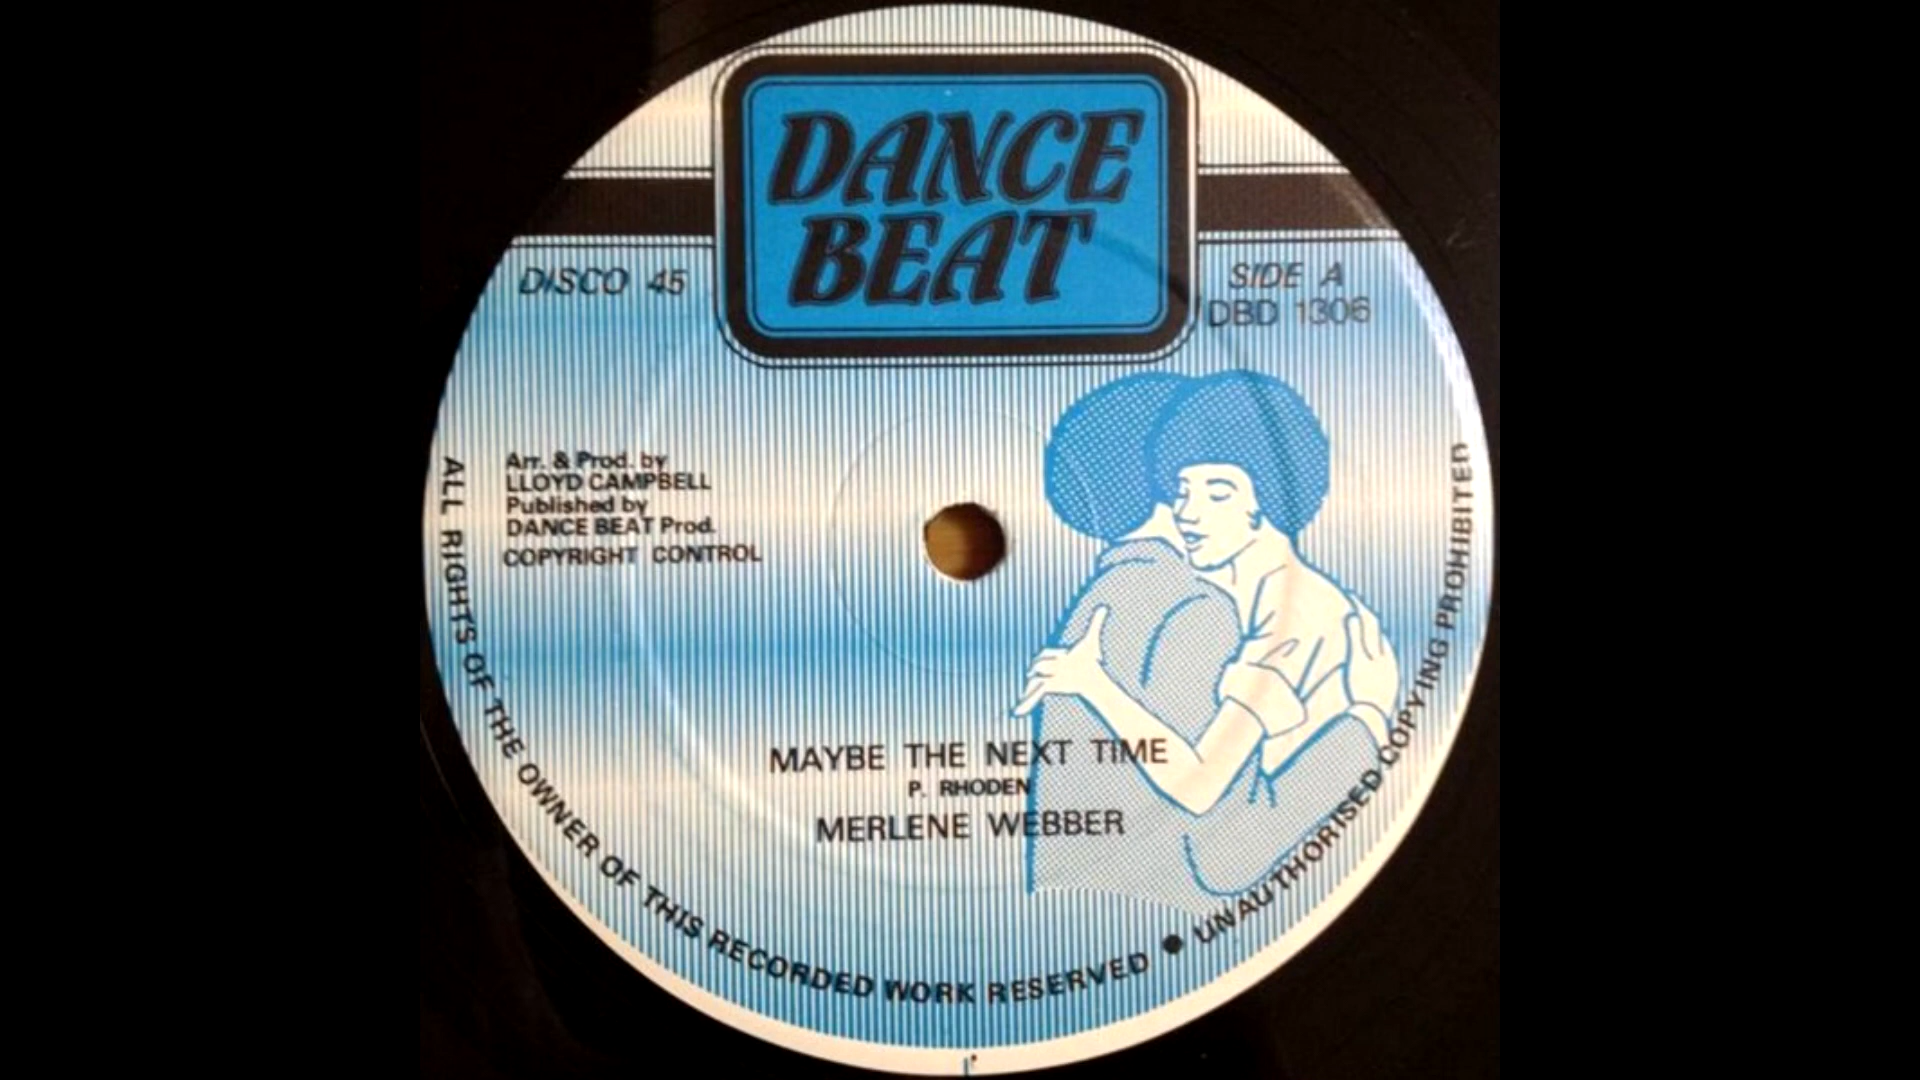 DANCE
BEAT
DISCO 45
SIDE A
DBD 1306
Arr. & Prod. by
LLOYD CAMPBELL
Published by
DANCE BEAT Prod.
COPYRIGHT CONTROL
MAYBE THE NEXT TIME
P. RHODEN
MERLENE WEBBER
ALL RIGHTS OF THE OWNER OF THIS RECORDED WORK RESERVED ● UNAUTHORISED COPYING PROHIBITED